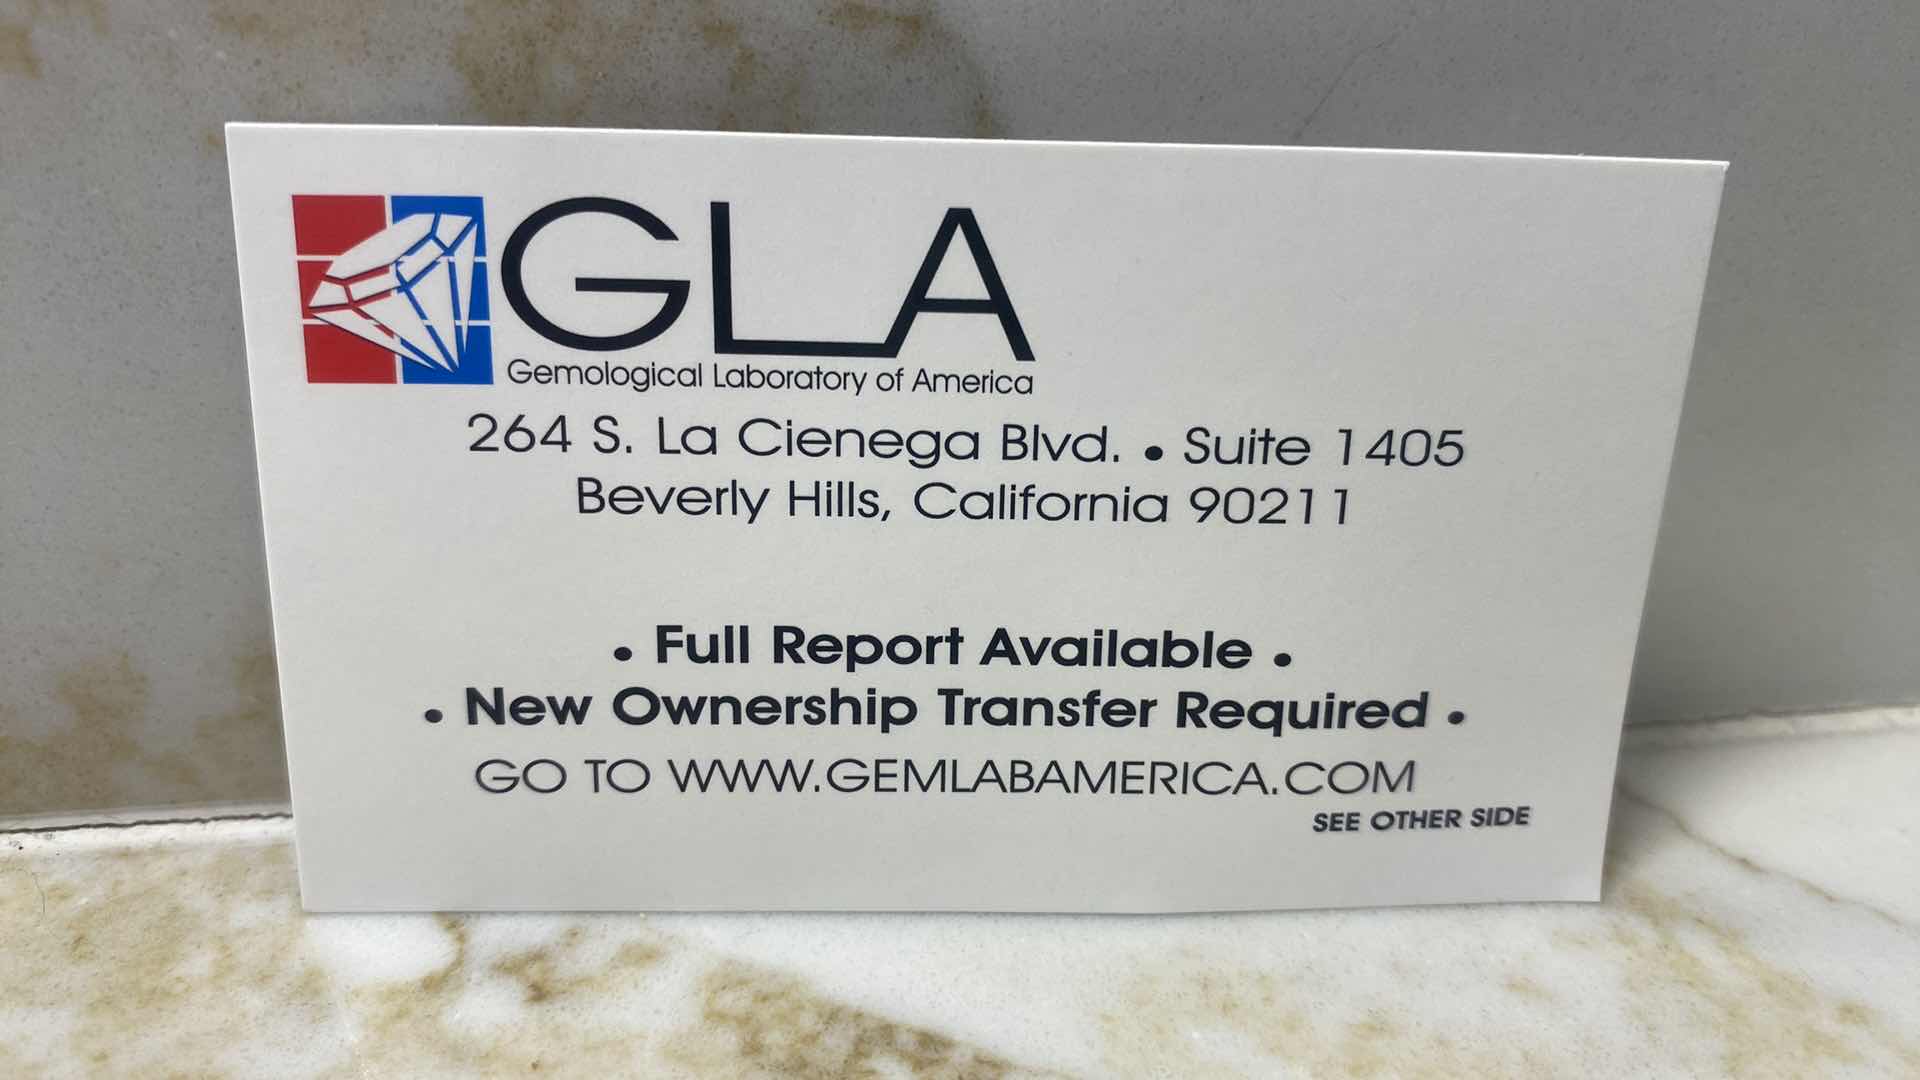 GLA
Gemological Laboratory of America
264 S. La Cienega Blvd. • Suite 1405
Beverly Hills, California 90211
• Full Report Available •
• New Ownership Transfer Required •
GO TO WWW.GEMLABAMERICA.COM
SEE OTHER SIDE